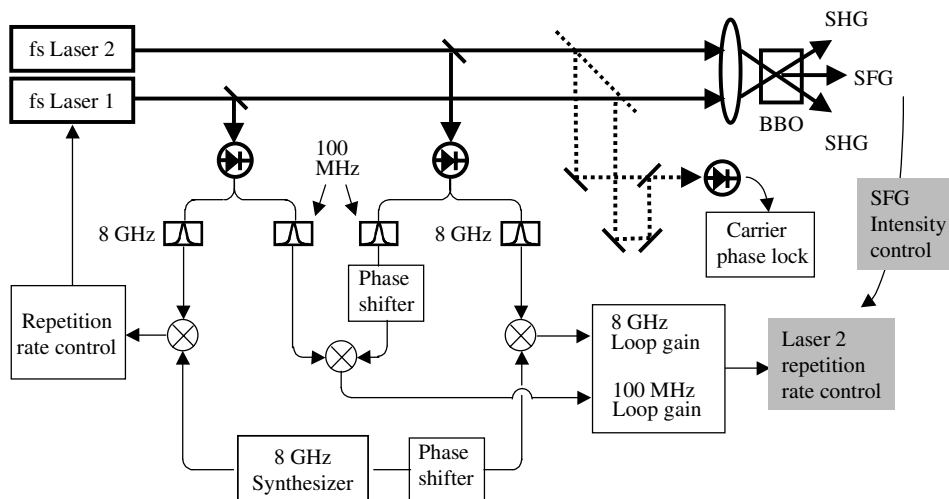 fs Laser 2
fs Laser 1
SHG
SFG
SHG
BBO
100
MHz
8 GHz
8 GHz
Phase
shifter
Carrier
phase lock
SFG
Intensity
control
Repetition
rate control
8 GHz
Loop gain
100 MHz
Loop gain
Laser 2
repetition
rate control
8 GHz
Synthesizer
Phase
shifter